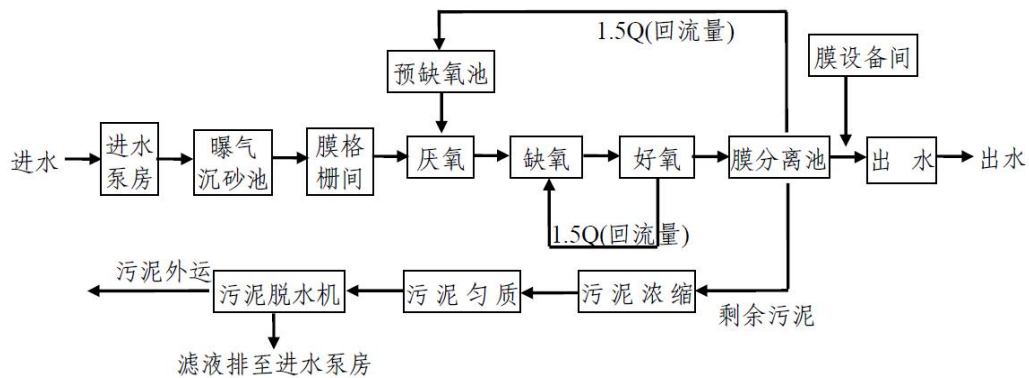 1.5Q(回流量)
膜设备间
预缺氧池
进水
进水
泵房
曝气
沉砂池
膜格
栅间
厌氧
缺氧
好氧
膜分离池
出 水
出水
1.5Q(回流量)
污泥外运
污泥脱水机
污泥匀质
污泥浓缩
剩余污泥
滤液排至进水泵房